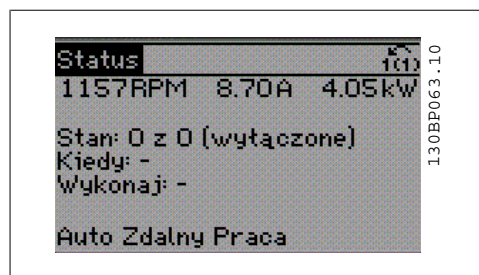 Status 1(1)
1157RPM 8.70A 4.05kW
Stan: 0 z 0 (wyłączone)
Kiedy: -
Wykonaj: -
Auto Zdalny Praca
130BP063.10